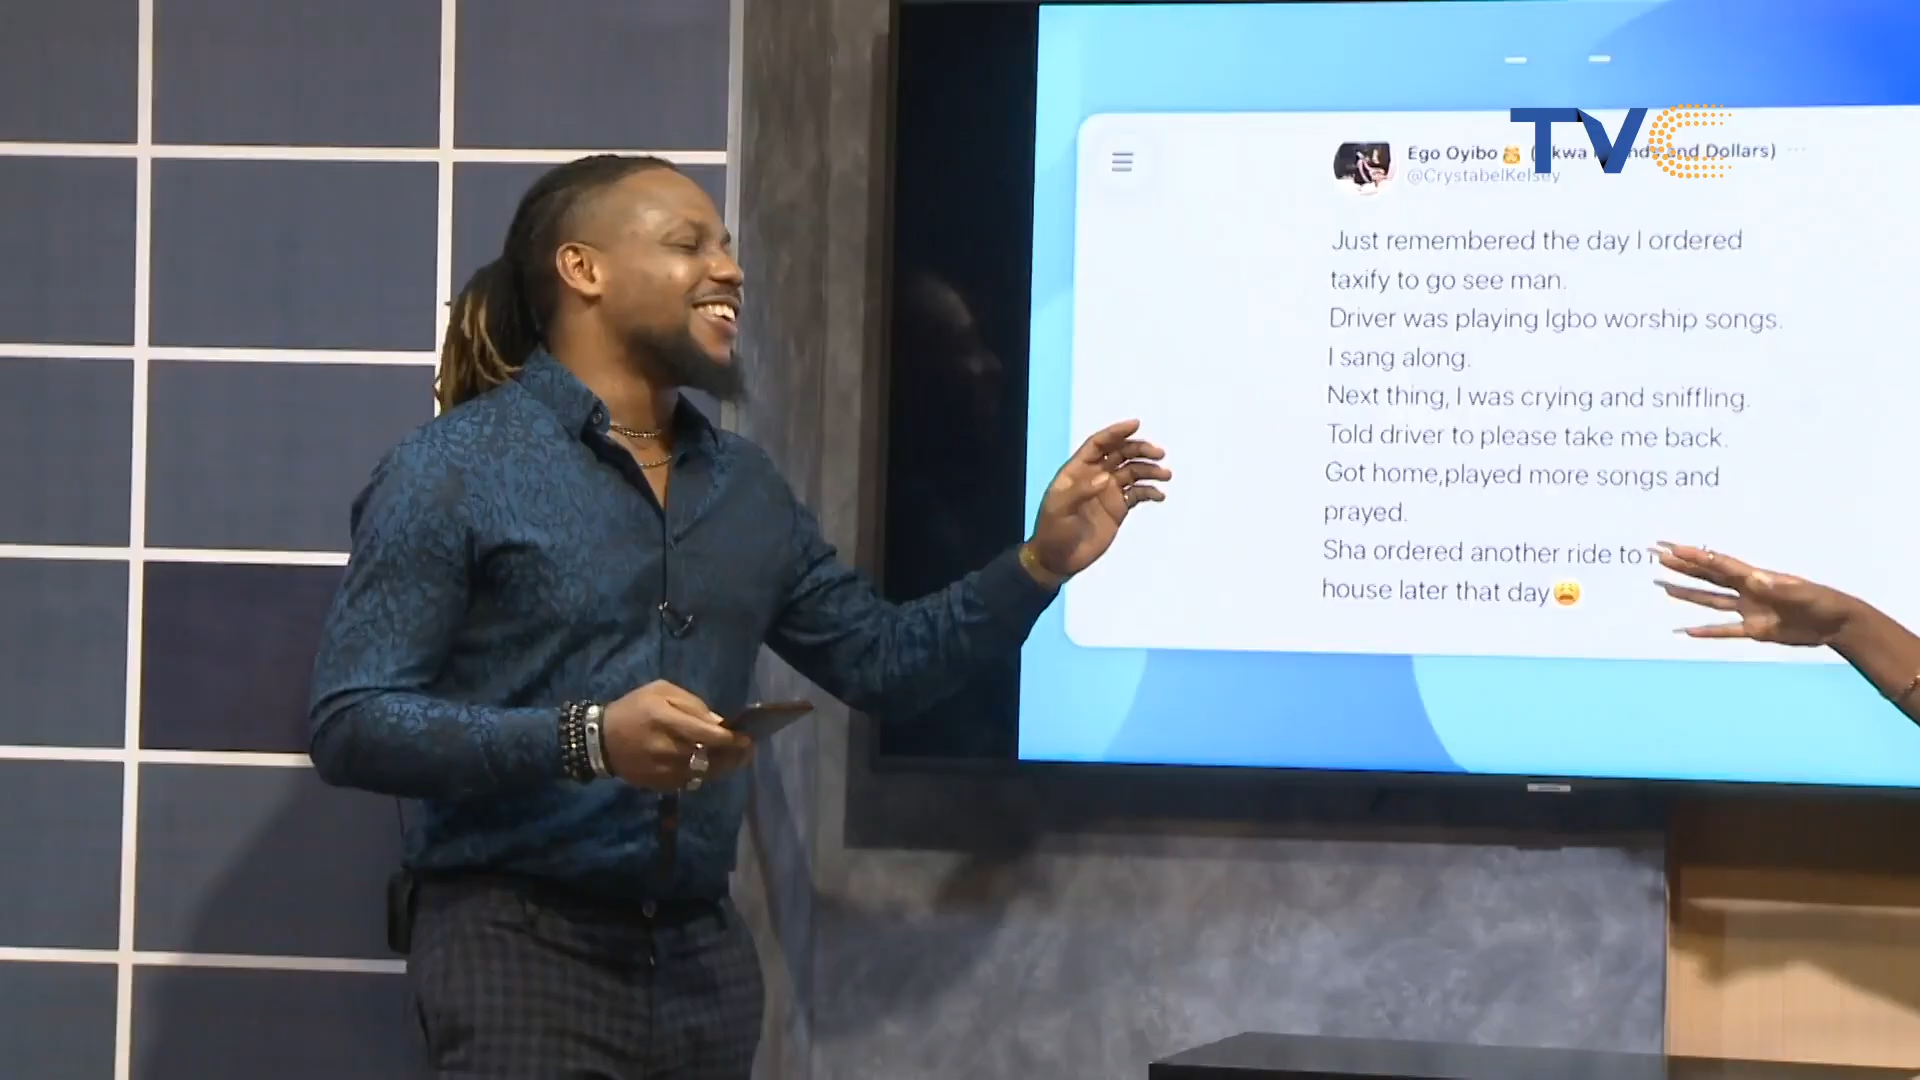 TVC
Ego Oyibo and Dollars)
@CrystabelKelsey
Just remembered the day I ordered
taxify to go see man.
Driver was playing Igbo worship songs.
I sang along.
Next thing, I was crying and sniffling.
Told driver to please take me back.
Got home,played more songs and
prayed.
Sha ordered another ride to
house later that day😩